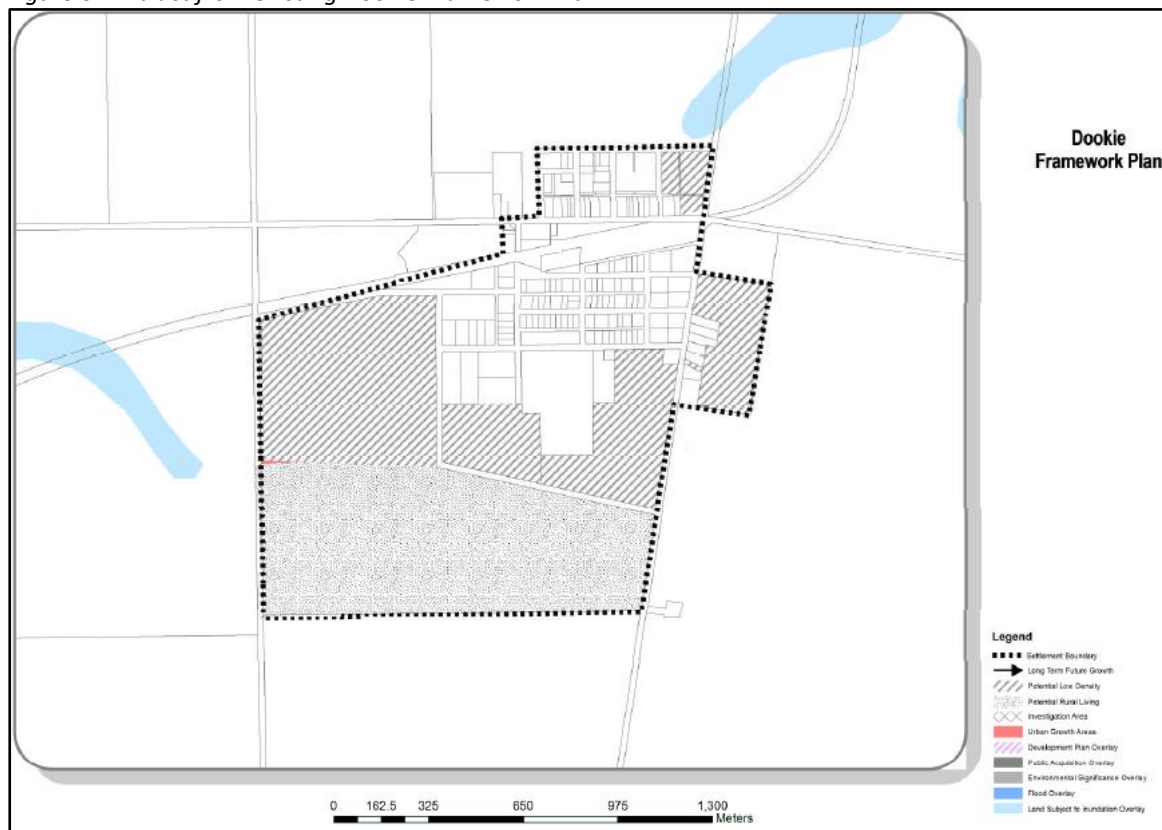 Dookie
Framework Plan
Legend
Settlement Boundary
Long Term Future Growth
Potential Low Density
Potential Rural Living
Investigation Area
Urban Growth Areas
Development Plan Overlay
Public Acquisition Overlay
Environmental Significance Overlay
Flood Overlay
Land Subject to Inundation Overlay
0 162.5 325 650 975 1,300
Meters